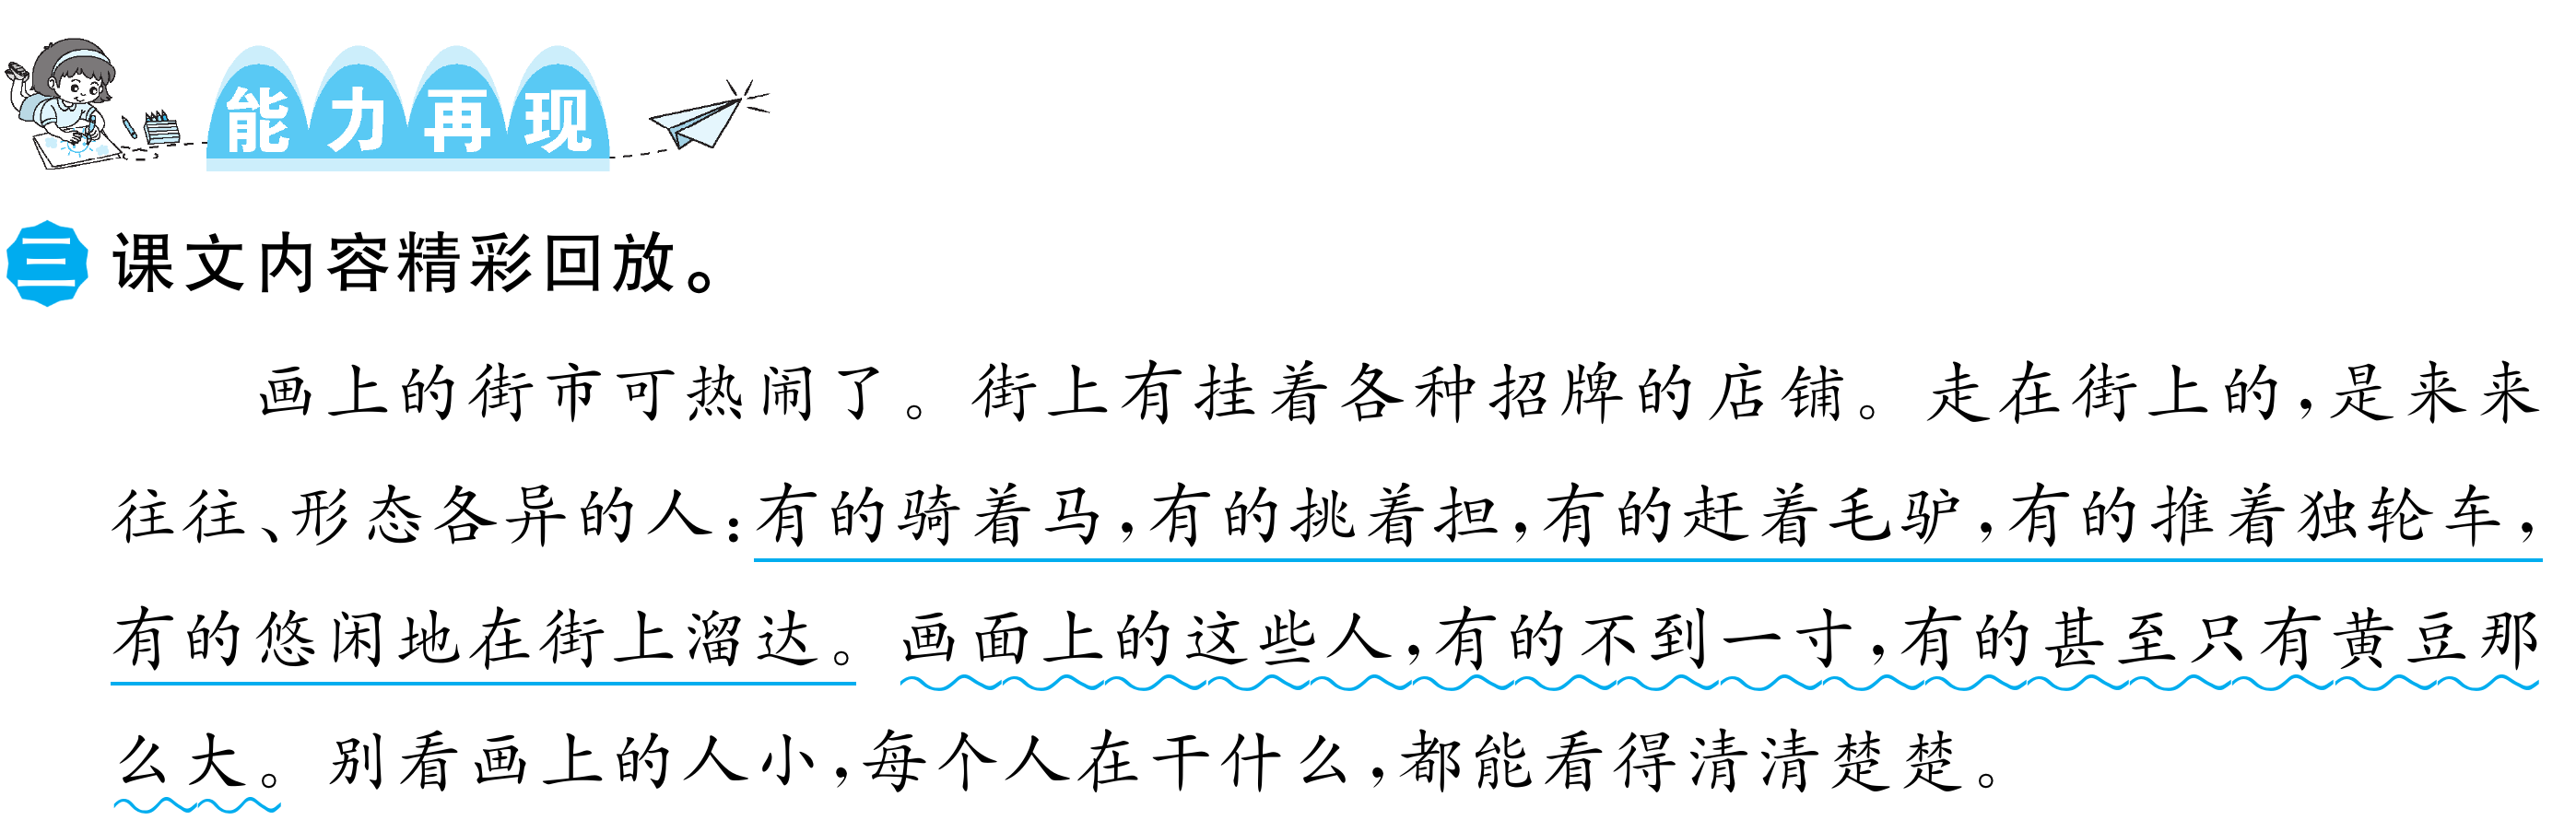 能力再现
三 课文内容精彩回放。
画上的街市可热闹了。街上有挂着各种招牌的店铺。走在街上的,是来来
往往、形态各异的人:有的骑着马,有的挑着担,有的赶着毛驴,有的推着独轮车,
有的悠闲地在街上溜达。画面上的这些人,有的不到一寸,有的甚至只有黄豆那
么大。别看画上的人小,每个人在干什么,都能看得清清楚楚。